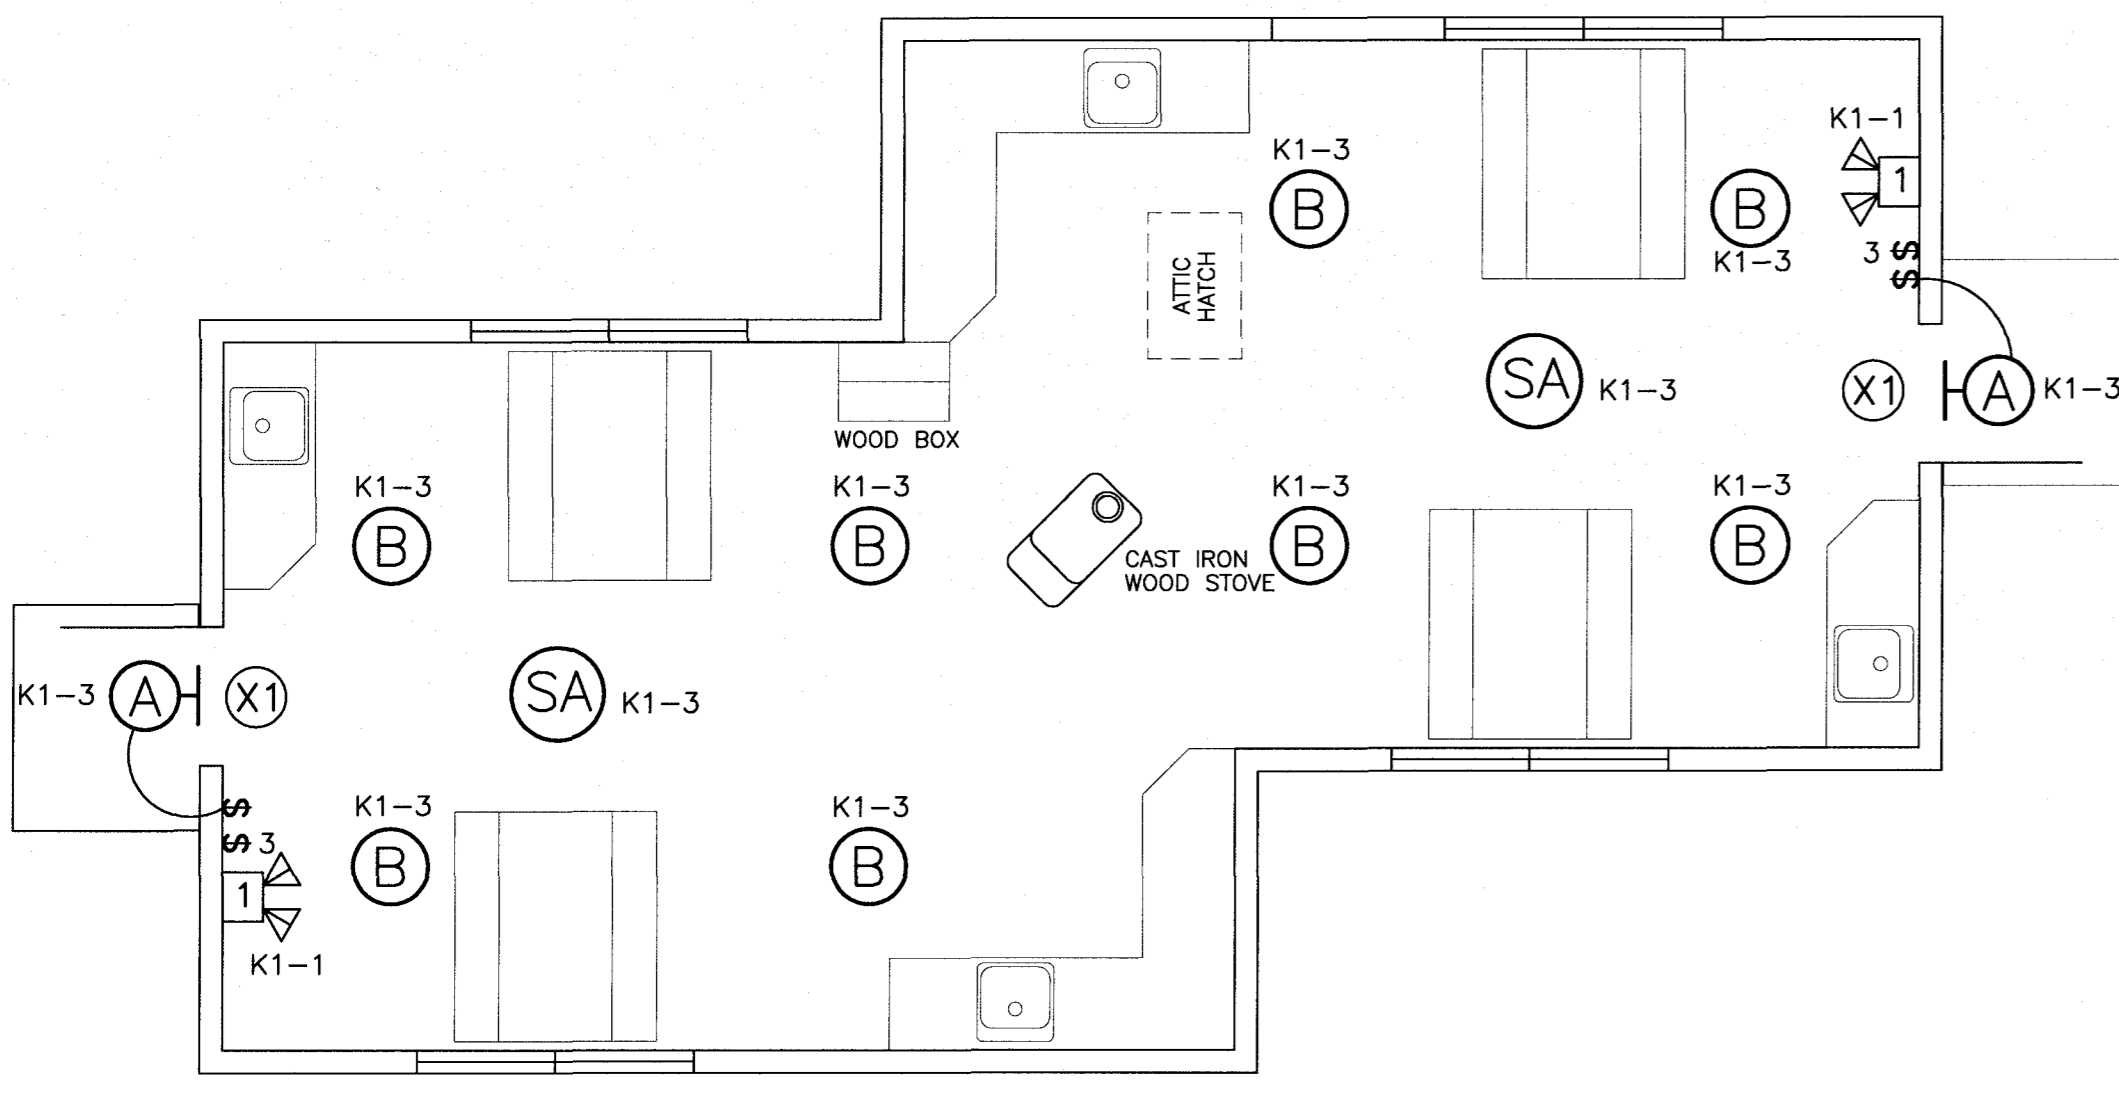 K1-1
1
K1-3
B
B
K1-3
3 $
$
ATTIC
HATCH
SA K1-3
X1
A K1-3
WOOD BOX
K1-3
B
K1-3
B
K1-3
B
K1-3
B
CAST IRON
WOOD STOVE
K1-3 A
X1
SA K1-3
$
$ 3
1
K1-1
K1-3
B
K1-3
B